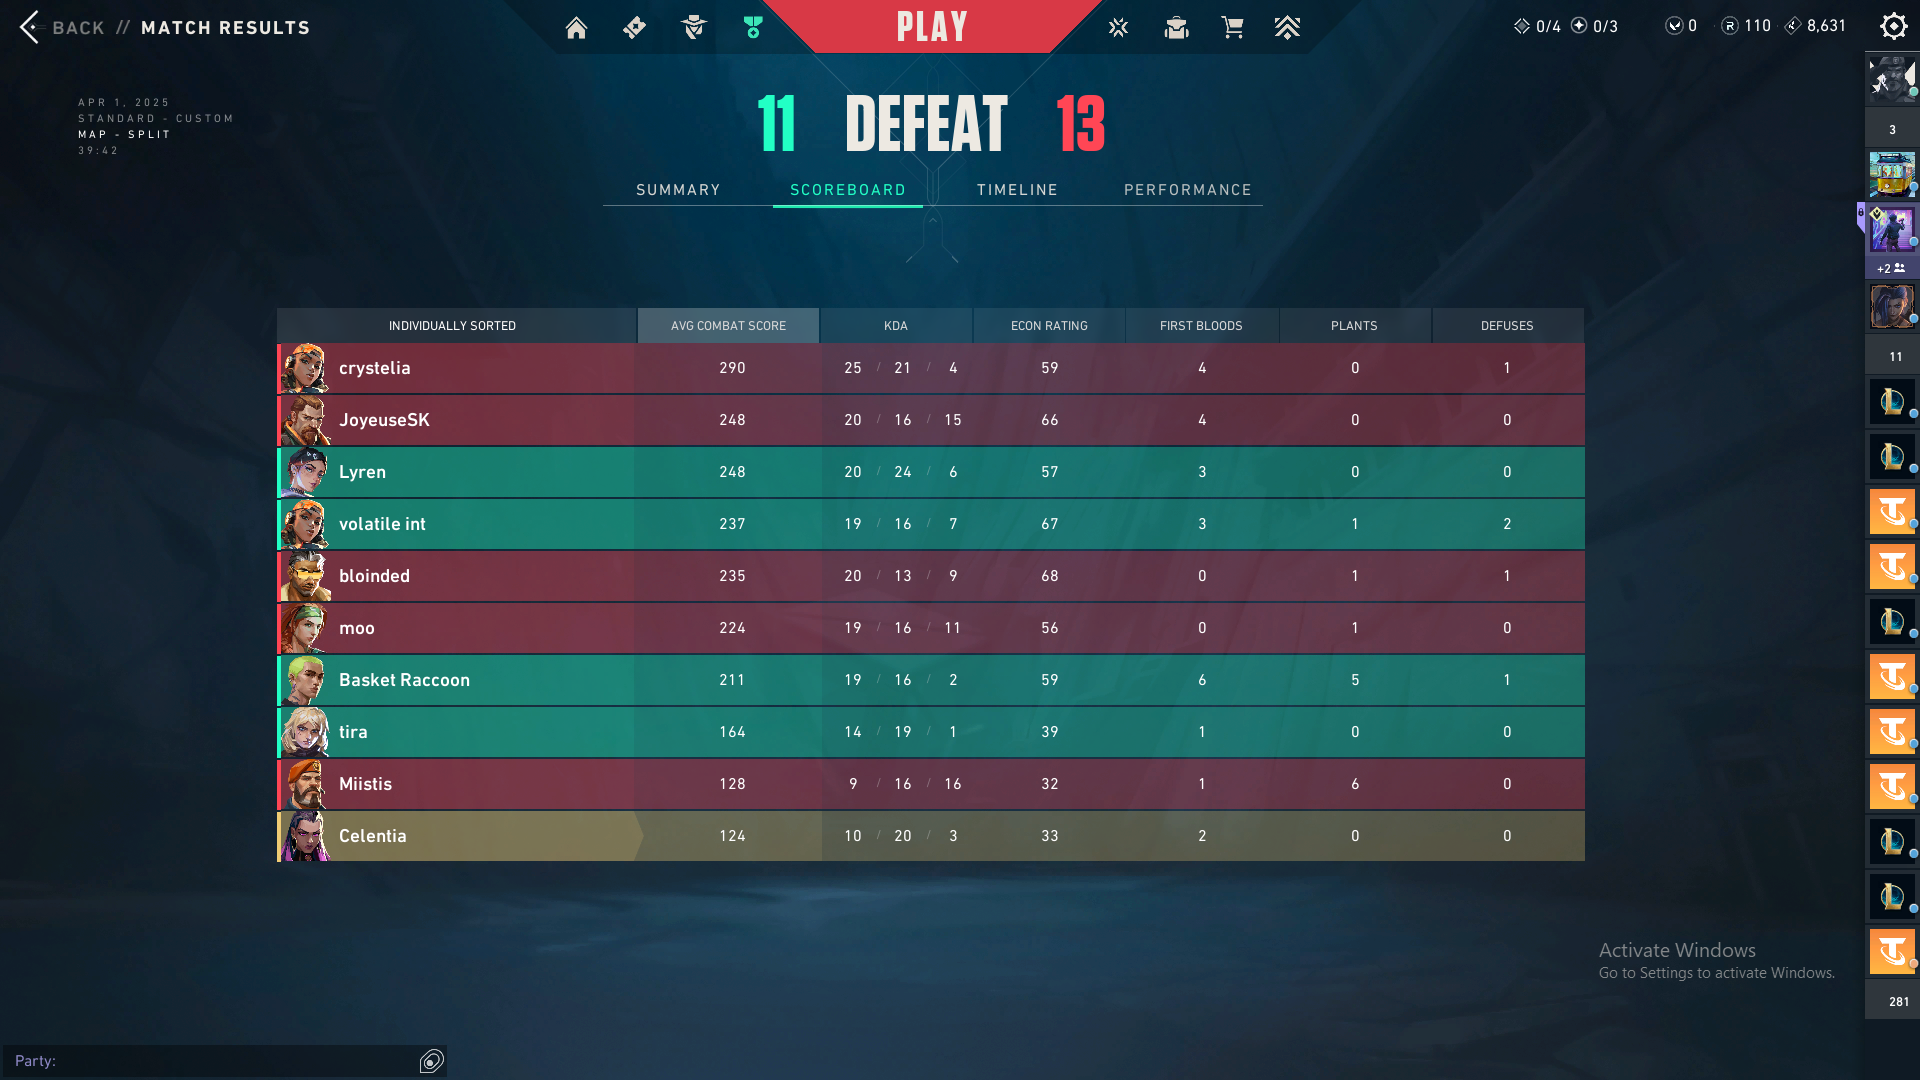 BACK // MATCH RESULTS
PLAY
0/4 0/3 0 110 8,631
APR 1, 2025
STANDARD - CUSTOM
MAP - SPLIT
39:42
11 DEFEAT 13
SUMMARY SCOREBOARD TIMELINE PERFORMANCE
INDIVIDUALLY SORTED AVG COMBAT SCORE KDA ECON RATING FIRST BLOODS PLANTS DEFUSES
crystelia 290 25 / 21 / 4 59 4 0 1
JoyeuseSK 248 20 / 16 / 15 66 4 0 0
Lyren 248 20 / 24 / 6 57 3 0 0
volatile int 237 19 / 16 / 7 67 3 1 2
bloinded 235 20 / 13 / 9 68 0 1 1
moo 224 19 / 16 / 11 56 0 1 0
Basket Raccoon 211 19 / 16 / 2 59 6 5 1
tira 164 14 / 19 / 1 39 1 0 0
Miistis 128 9 / 16 / 16 32 1 6 0
Celentia 124 10 / 20 / 3 33 2 0 0
3
+2
11
281
Activate Windows
Go to Settings to activate Windows.
Party: